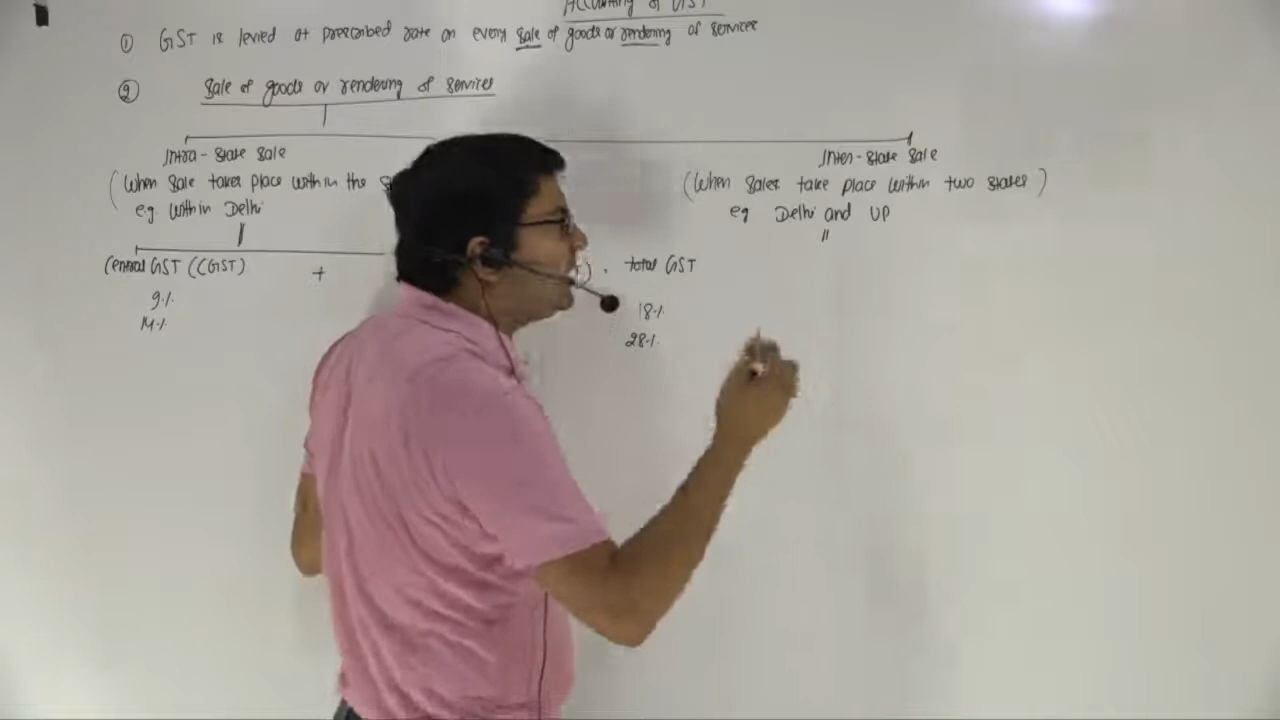 Accounting of GST
① GST is levied at prescribed rate on every sale of goods or rendering of services
② Sale of goods or rendering of services
Intra-State Sale
(When Sale takes place within the
eg Within Delhi
Central GST (CGST) +
9%
14%
total GST
18%
28%
Inter-State Sale
(When Sales take place within two states)
eg Delhi and UP